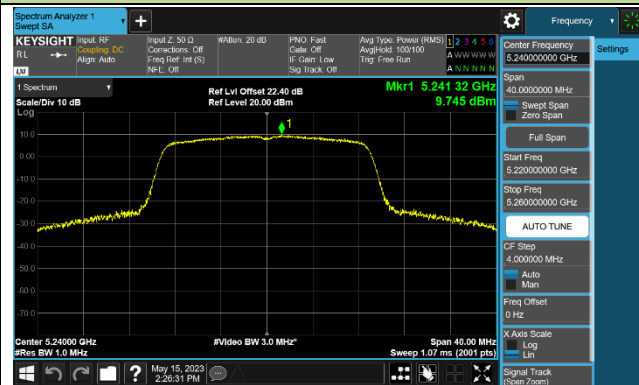 Spectrum Analyzer 1
Swept SA
Frequency
KEYSIGHT
RL
LXI
Input: RF
Coupling: DC
Align: Auto
Input Z: 50 Ω
Corrections: Off
Freq Ref: Int (S)
NFE: Off
#Atten: 20 dB
PNO: Fast
Gate: Off
IF Gain: Low
Sig Track: Off
Avg Type: Power (RMS)
Avg|Hold: 100/100
Trig: Free Run
1 2 3 4 5 6
A W W W W W
A N N N N N
1 Spectrum
Scale/Div 10 dB
Log
Ref Lvl Offset 22.40 dB
Ref Level 20.00 dBm
Mkr1 5.241 32 GHz
9.745 dBm
1
10.0
0.00
-10.0
-20.0
-30.0
-40.0
-50.0
-60.0
-70.0
Center 5.24000 GHz
#Res BW 1.0 MHz
#Video BW 3.0 MHz*
Span 40.00 MHz
Sweep 1.07 ms (2001 pts)
Center Frequency
5.240000000 GHz
Settings
Span
40.0000000 MHz
Swept Span
Zero Span
Full Span
Start Freq
5.220000000 GHz
Stop Freq
5.260000000 GHz
AUTO TUNE
CF Step
4.000000 MHz
Auto
Man
Freq Offset
0 Hz
X Axis Scale
Log
Lin
Signal Track
(Span Zoom)
May 15, 2023
2:26:31 PM